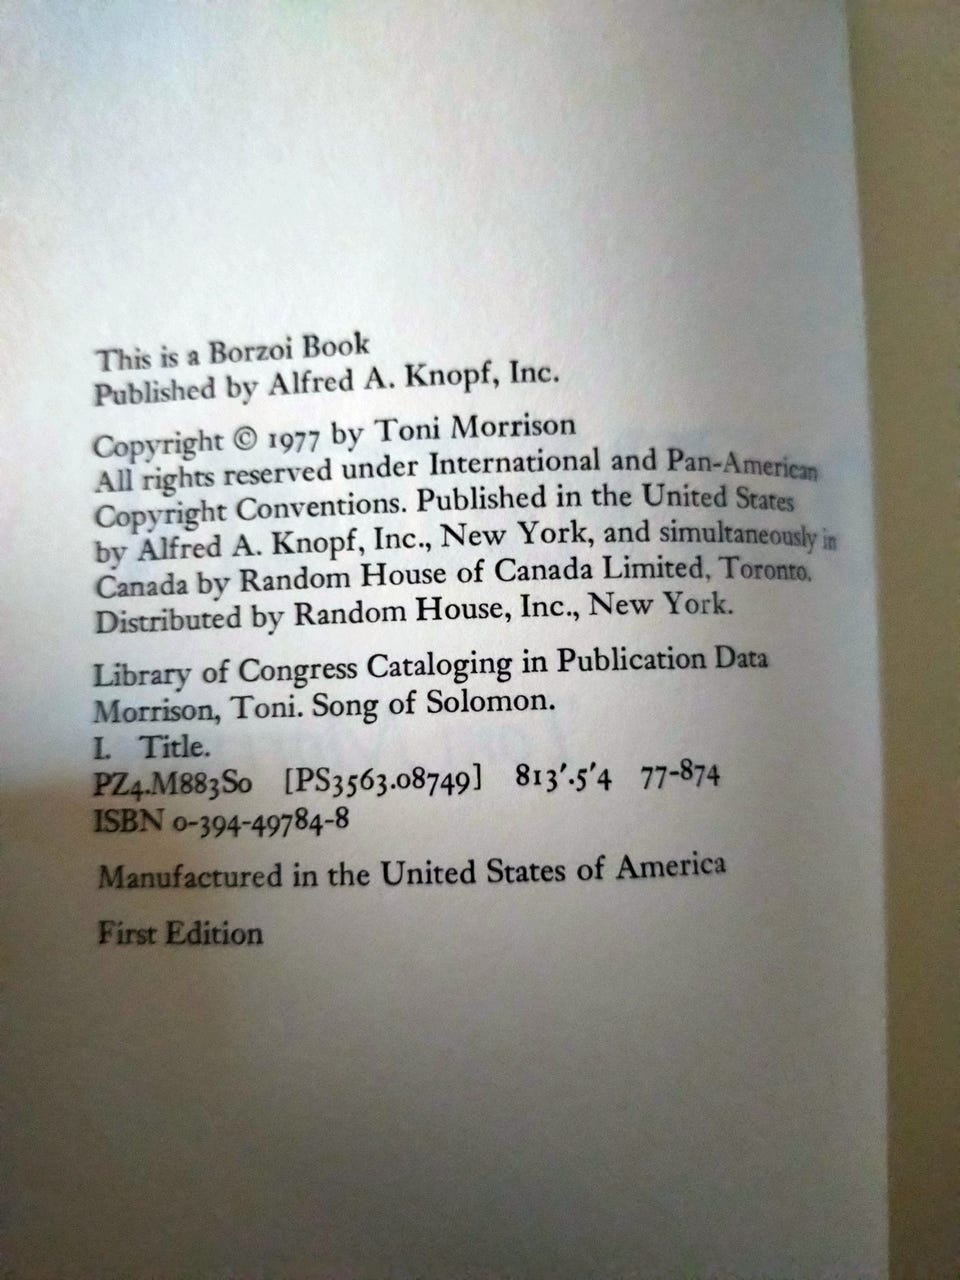 This is a Borzoi Book
Published by Alfred A. Knopf, Inc.
Copyright © 1977 by Toni Morrison
All rights reserved under International and Pan-American
Copyright Conventions. Published in the United States
by Alfred A. Knopf, Inc., New York, and simultaneously in
Canada by Random House of Canada Limited, Toronto.
Distributed by Random House, Inc., New York.
Library of Congress Cataloging in Publication Data
Morrison, Toni. Song of Solomon.
I. Title.
PZ4.M883So [PS3563.08749] 813'.5'4 77-874
ISBN 0-394-49784-8
Manufactured in the United States of America
First Edition